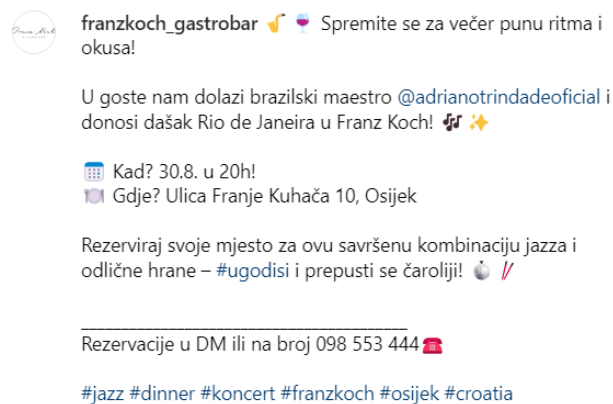 franzkoch_gastrobar 🎷 🍷 Spremite se za večer punu ritma i
okusa!
U goste nam dolazi brazilski maestro @adrianotrindadeoficial i
donosi dašak Rio de Janeira u Franz Koch! 🎶 ✨
🗓️ Kad? 30.8. u 20h!
🍽️ Gdje? Ulica Franje Kuhača 10, Osijek
Rezerviraj svoje mjesto za ovu savršenu kombinaciju jazza i
odlične hrane – #ugodisi i prepusti se čaroliji! 🪩 🥢
________________________________________
Rezervacije u DM ili na broj 098 553 444☎️
#jazz #dinner #koncert #franzkoch #osijek #croatia